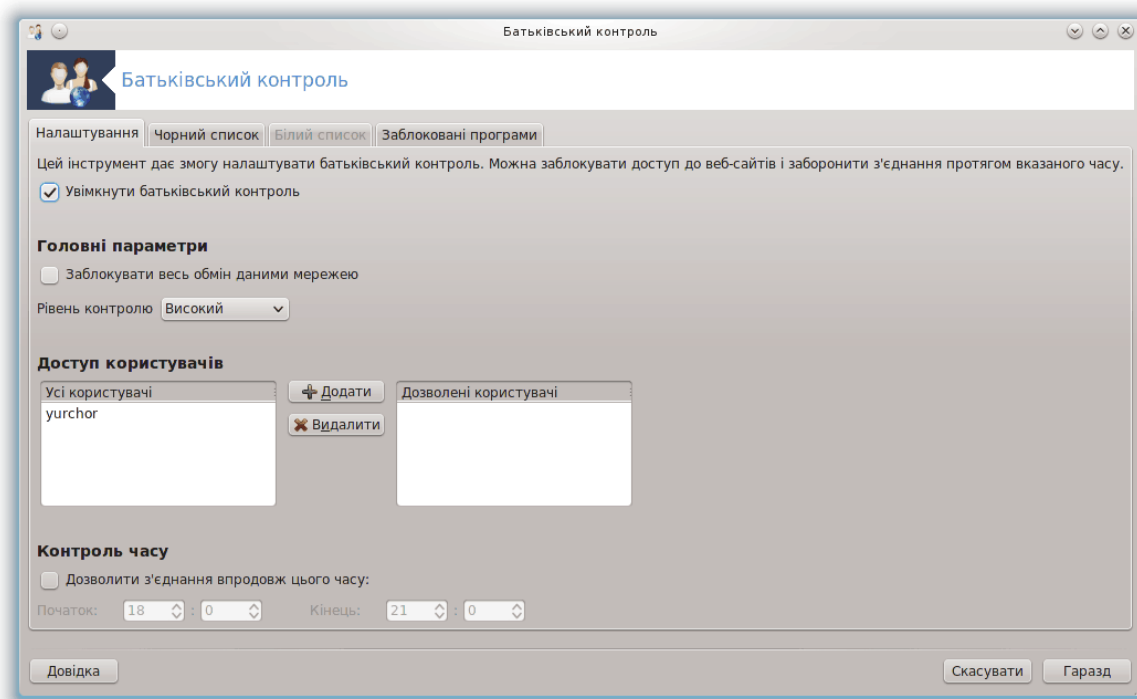 Батьківський контроль
Батьківський контроль
Налаштування Чорний список Білий список Заблоковані програми
Цей інструмент дає змогу налаштувати батьківський контроль. Можна заблокувати доступ до веб-сайтів і заборонити з'єднання протягом вказаного часу.
Увімкнути батьківський контроль
Головні параметри
Заблокувати весь обмін даними мережею
Рівень контролю Високий
Доступ користувачів
Усі користувачі
yurchor
Додати
Видалити
Дозволені користувачі
Контроль часу
Дозволити з'єднання впродовж цього часу:
Початок: 18 : 0 Кінець: 21 : 0
Довідка Скасувати Гаразд